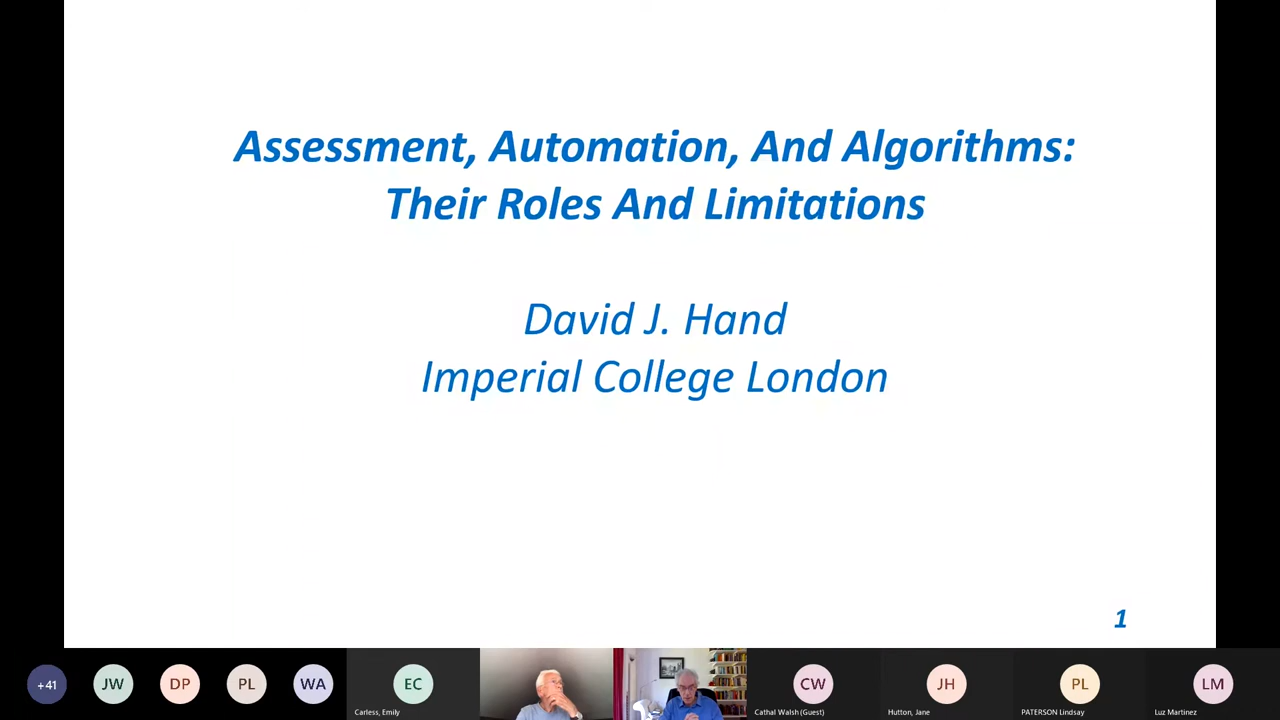 Assessment, Automation, And Algorithms:
Their Roles And Limitations
David J. Hand
Imperial College London
1
+41
JW
DP
PL
WA
EC
Carless, Emily
CW
Cathal Walsh (Guest)
JH
Hutton, Jane
PL
PATERSON Lindsay
LM
Luz Martinez